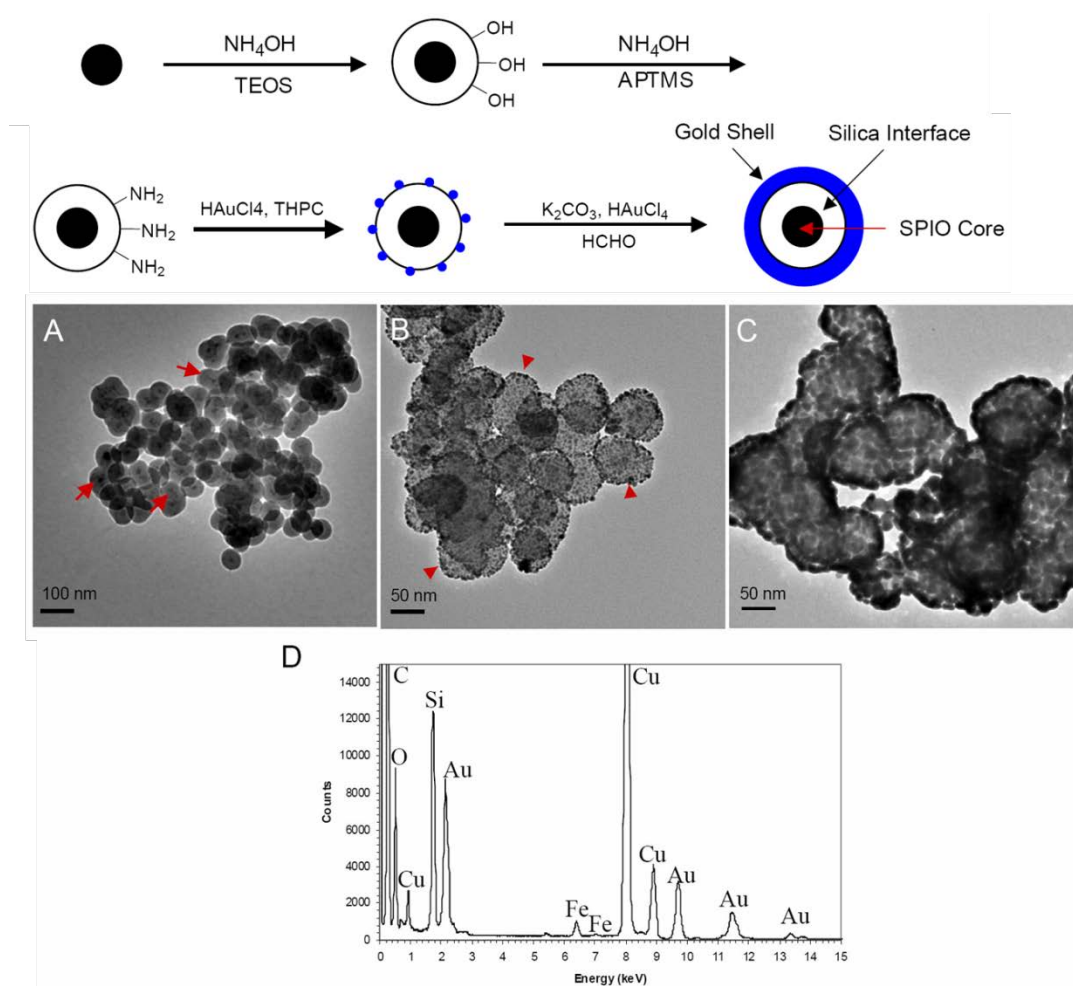 NH₄OH
TEOS
OH
OH
OH
NH₄OH
APTMS
Gold Shell
Silica Interface
NH₂
NH₂
NH₂
HAuCl4, THPC
K₂CO₃, HAuCl₄
HCHO
SPIO Core
A
100 nm
B
50 nm
C
50 nm
D
Counts
14000
12000
10000
8000
6000
4000
2000
0
C
O
Cu
Si
Au
Fe
Fe
Cu
Cu
Au
Au
Au
0 1 2 3 4 5 6 7 8 9 10 11 12 13 14 15
Energy (keV)